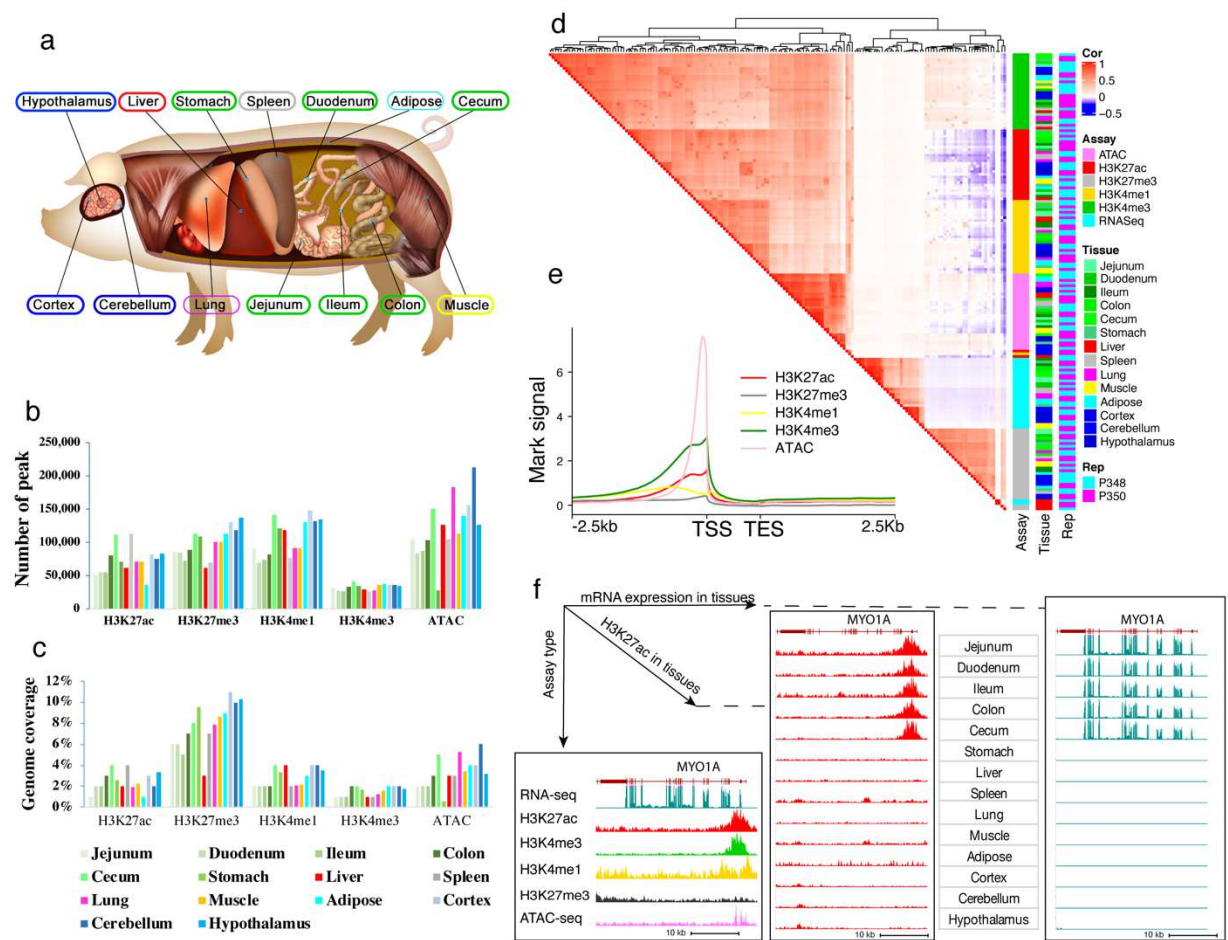 a
Hypothalamus Liver Stomach Spleen Duodenum Adipose Cecum
Cortex Cerebellum Lung Jejunum Ileum Colon Muscle
b
Number of peak
250,000
200,000
150,000
100,000
50,000
0
H3K27ac H3K27me3 H3K4me1 H3K4me3 ATAC
c
Genome coverage
12%
10%
8%
6%
4%
2%
0%
H3K27ac H3K27me3 H3K4me1 H3K4me3 ATAC
Jejunum Duodenum Ileum Colon
Cecum Stomach Liver Spleen
Lung Muscle Adipose Cortex
Cerebellum Hypothalamus
d
Cor
1
0.5
0
−0.5
Assay
ATAC
H3K27ac
H3K27me3
H3K4me1
H3K4me3
RNASeq
Tissue
Jejunum
Duodenum
Ileum
Colon
Cecum
Stomach
Liver
Spleen
Lung
Muscle
Adipose
Cortex
Cerebellum
Hypothalamus
Rep
P348
P350
Assay
Tissue
Rep
e
Mark signal
6
4
2
0
H3K27ac
H3K27me3
H3K4me1
H3K4me3
ATAC
-2.5Kb TSS TES 2.5Kb
f
mRNA expression in tissues
H3K27ac in tissues
Assay type
MYO1A
RNA-seq
H3K27ac
H3K4me3
H3K4me1
H3K27me3
ATAC-seq
10 kb
MYO1A
10 kb
Jejunum
Duodenum
Ileum
Colon
Cecum
Stomach
Liver
Spleen
Lung
Muscle
Adipose
Cortex
Cerebellum
Hypothalamus
MYO1A
10 kb